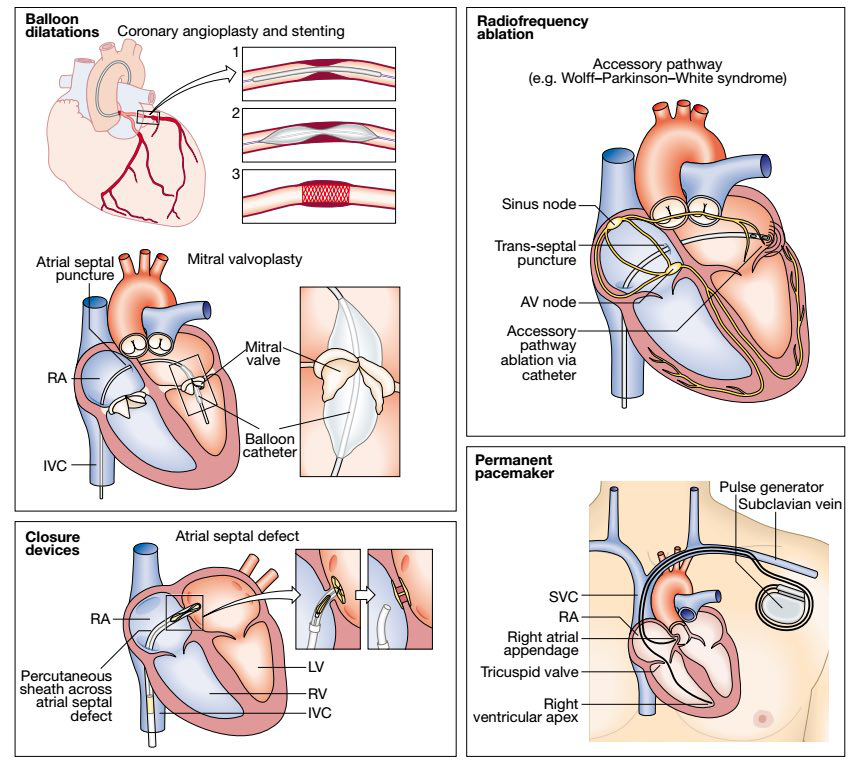 Balloon
dilatations
Coronary angioplasty and stenting
1
2
3
Atrial septal
puncture
Mitral valvoplasty
RA
Mitral
valve
Balloon
catheter
IVC
Closure
devices
Atrial septal defect
RA
Percutaneous
sheath across
atrial septal
defect
LV
RV
IVC
Radiofrequency
ablation
Accessory pathway
(e.g. Wolff–Parkinson–White syndrome)
Sinus node
Trans-septal
puncture
AV node
Accessory
pathway
ablation via
catheter
Permanent
pacemaker
Pulse generator
Subclavian vein
SVC
RA
Right atrial
appendage
Tricuspid valve
Right
ventricular apex